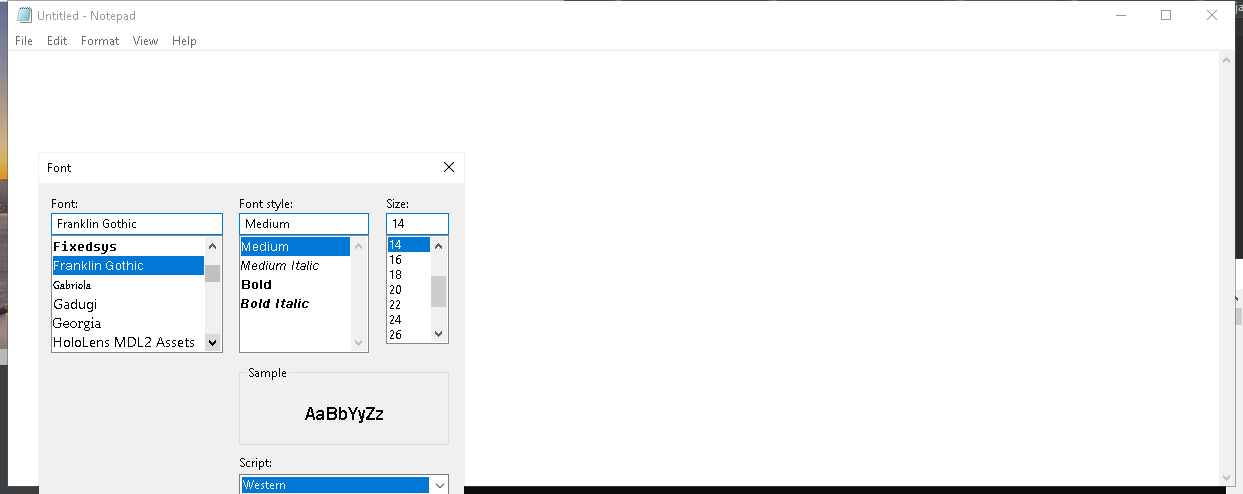 Untitled - Notepad
ja
File Edit Format View Help
Font
Font: Font style: Size:
Franklin Gothic Medium 14
Fixedsys Medium 14
Franklin Gothic Medium Italic 16
Gabriola Bold 18
Gadugi Bold Italic 20
Georgia 22
HoloLens MDL2 Assets 24
26
Sample
AaBbYyZz
Script:
Western